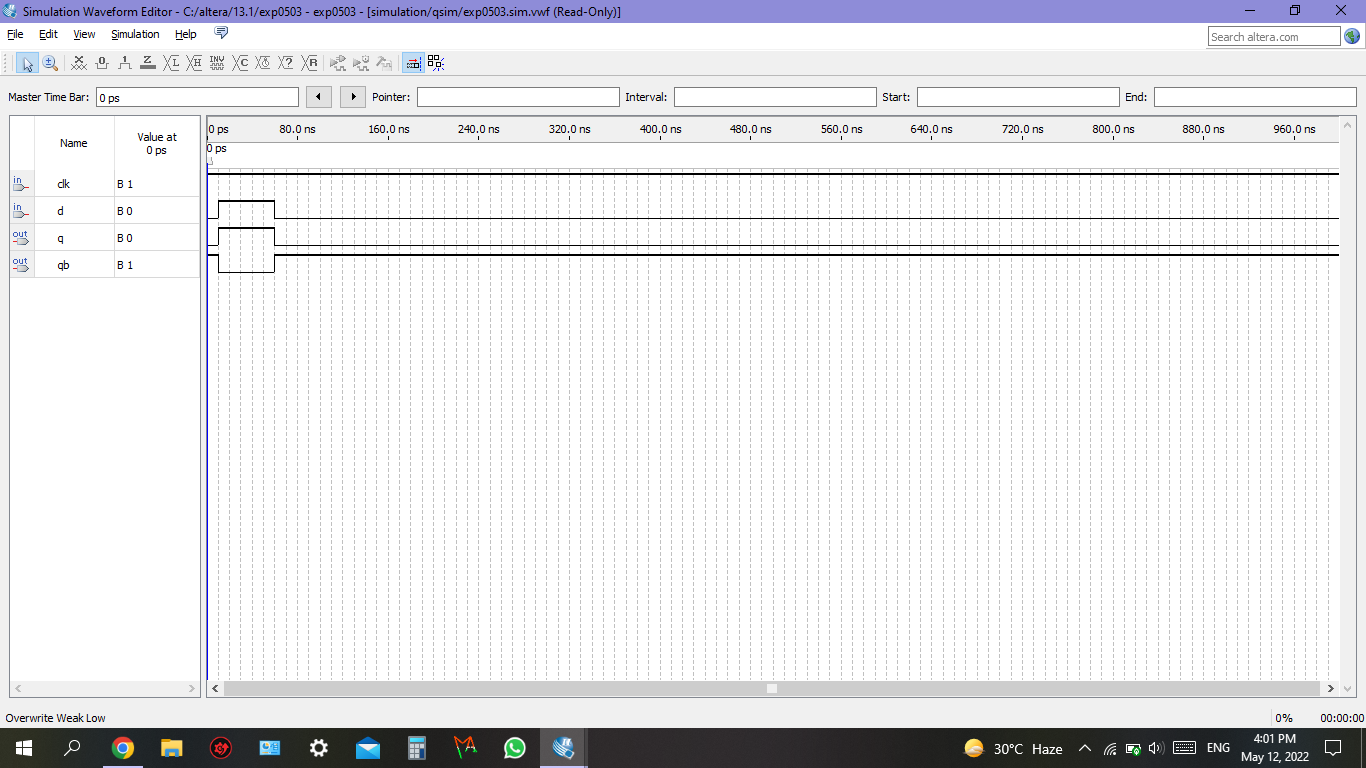 Simulation Waveform Editor - C:/altera/13.1/exp0503 - exp0503 - [simulation/qsim/exp0503.sim.vwf (Read-Only)]
File Edit View Simulation Help
Search altera.com
Master Time Bar: 0 ps Pointer: Interval: Start: End:
Name Value at 0 ps
0 ps 80.0 ns 160.0 ns 240.0 ns 320.0 ns 400.0 ns 480.0 ns 560.0 ns 640.0 ns 720.0 ns 800.0 ns 880.0 ns 960.0 ns
0 ps
in clk B 1
in d B 0
out q B 0
out qb B 1
Overwrite Weak Low 0% 00:00:00
30°C Haze ENG 4:01 PM
May 12, 2022